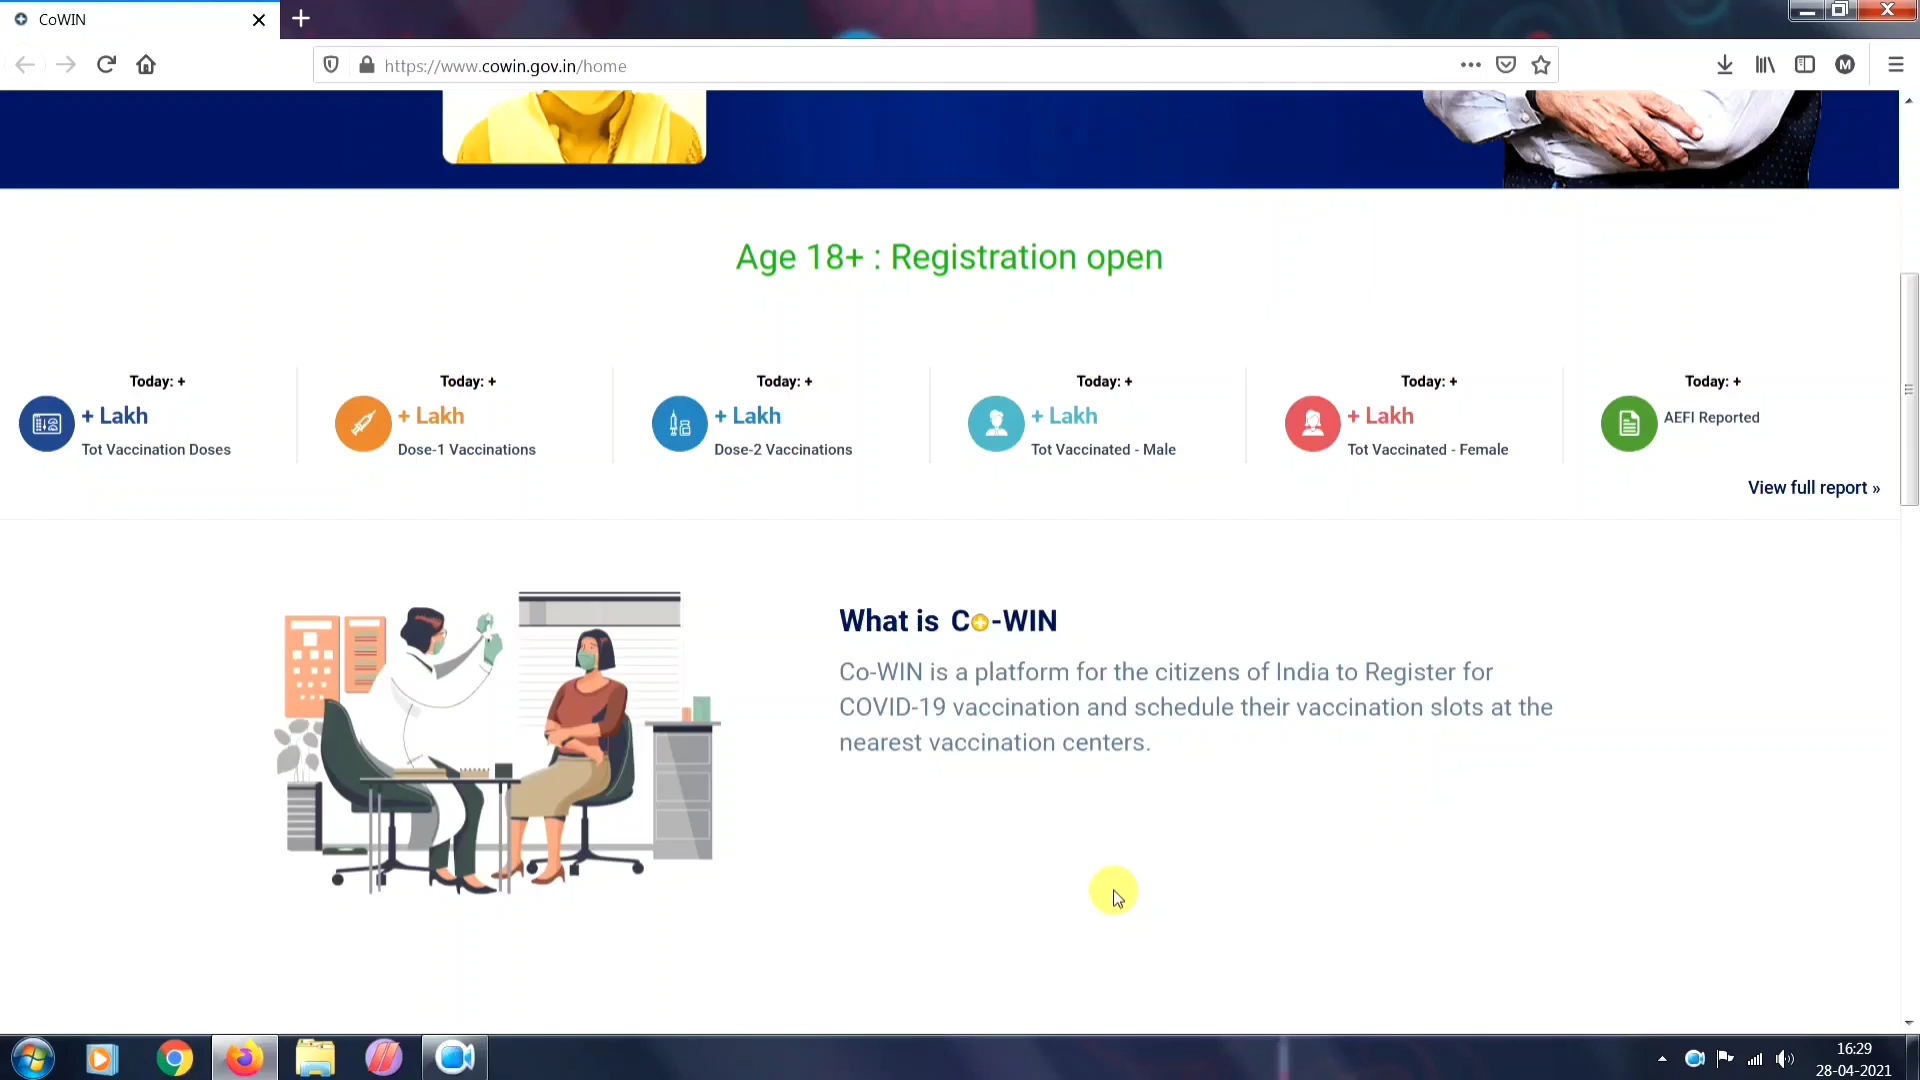 CoWIN
https://www.cowin.gov.in/home
M
Age 18+ : Registration open
Today: +
+ Lakh
Tot Vaccination Doses
Today: +
+ Lakh
Dose-1 Vaccinations
Today: +
+ Lakh
Dose-2 Vaccinations
Today: +
+ Lakh
Tot Vaccinated - Male
Today: +
+ Lakh
Tot Vaccinated - Female
Today: +
AEFI Reported
View full report »
What is Co-WIN
Co-WIN is a platform for the citizens of India to Register for
COVID-19 vaccination and schedule their vaccination slots at the
nearest vaccination centers.
16:29
28-04-2021